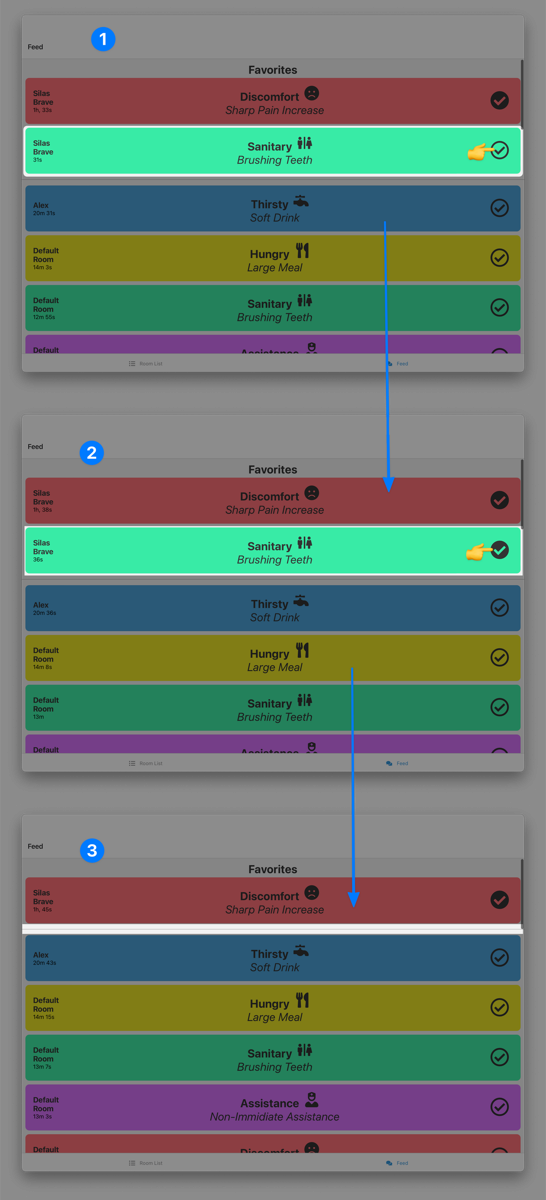 1
Feed
Favorites
Silas
Brave
1h, 33s
Discomfort
Sharp Pain Increase
Silas
Brave
31s
Sanitary
Brushing Teeth
Alex
20m 31s
Thirsty
Soft Drink
Default
Room
14m 3s
Hungry
Large Meal
Default
Room
12m 55s
Sanitary
Brushing Teeth
Default
Assistance
Room List
Feed
2
Feed
Favorites
Silas
Brave
1h, 38s
Discomfort
Sharp Pain Increase
Silas
Brave
36s
Sanitary
Brushing Teeth
Alex
20m 36s
Thirsty
Soft Drink
Default
Room
14m 8s
Hungry
Large Meal
Default
Room
13m
Sanitary
Brushing Teeth
Default
Assistance
Room List
Feed
3
Feed
Favorites
Silas
Brave
1h, 45s
Discomfort
Sharp Pain Increase
Alex
20m 43s
Thirsty
Soft Drink
Default
Room
14m 15s
Hungry
Large Meal
Default
Room
13m 7s
Sanitary
Brushing Teeth
Default
Room
13m 3s
Assistance
Non-Immidiate Assistance
Default
Discomfort
Room List
Feed